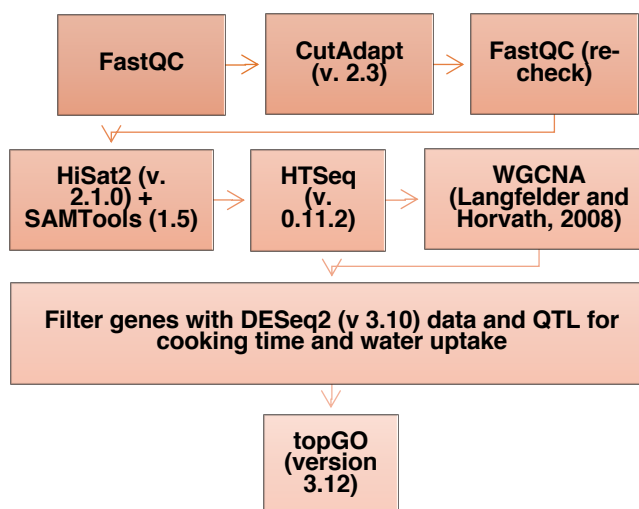 FastQC
CutAdapt
(v. 2.3)
FastQC (re-
check)
HiSat2 (v.
2.1.0) +
SAMTools (1.5)
HTSeq
(v.
0.11.2)
WGCNA
(Langfelder and
Horvath, 2008)
Filter genes with DESeq2 (v 3.10) data and QTL for
cooking time and water uptake
topGO
(version
3.12)